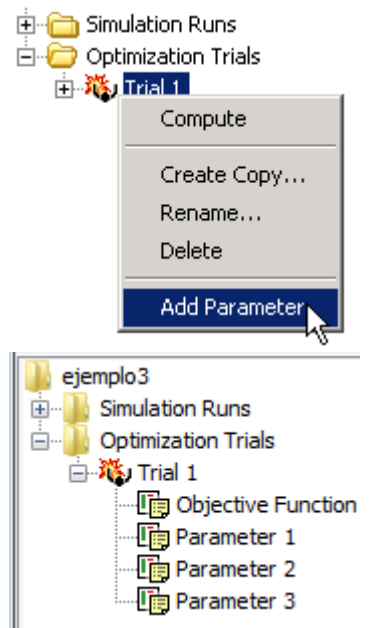 Simulation Runs
Optimization Trials
Trial 1
Compute
Create Copy...
Rename...
Delete
Add Parameter
ejemplo3
Simulation Runs
Optimization Trials
Trial 1
Objective Function
Parameter 1
Parameter 2
Parameter 3